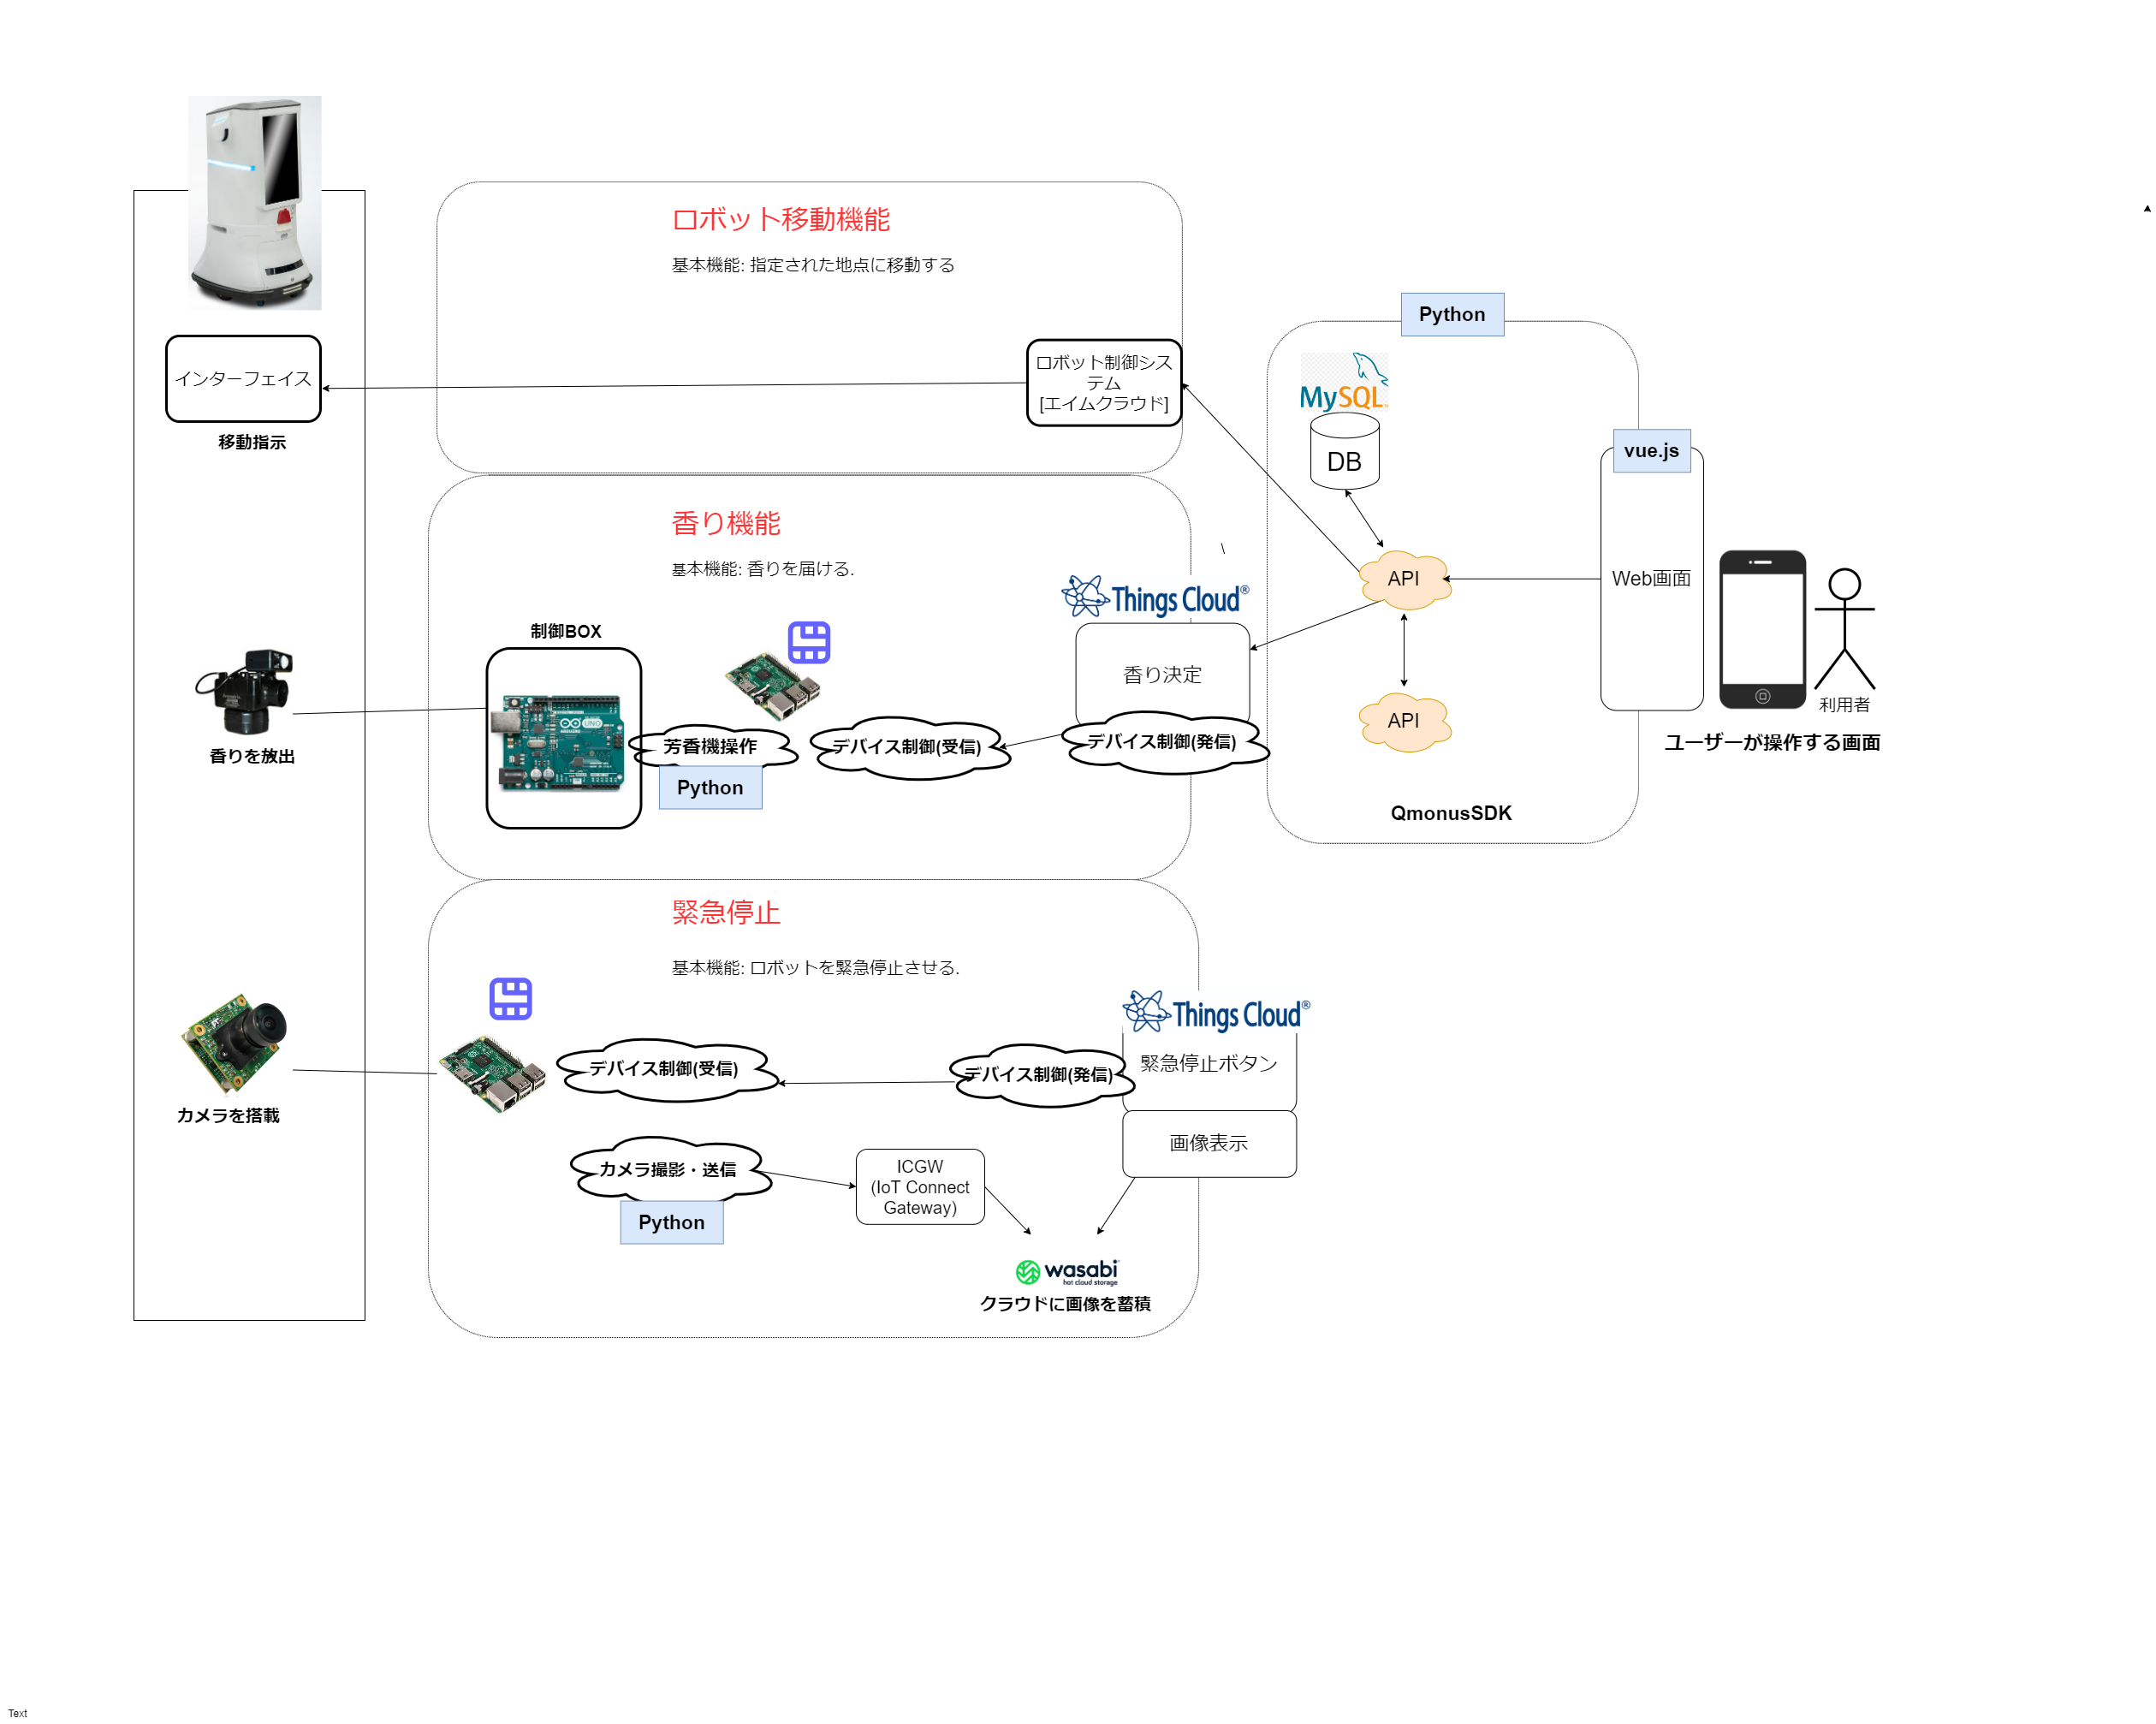 ロボット移動機能
基本機能: 指定された地点に移動する
インターフェイス
移動指示
ロボット制御シス
テム
[エイムクラウド]
Python
MySQL
DB
API
API
QmonusSDK
vue.js
Web画面
利用者
ユーザーが操作する画面
香り機能
基本機能: 香りを届ける.
\
Things Cloud®
香り決定
デバイス制御(発信)
デバイス制御(受信)
制御BOX
UNO
芳香機操作
Python
香りを放出
緊急停止
基本機能: ロボットを緊急停止させる.
Things Cloud®
緊急停止ボタン
デバイス制御(発信)
デバイス制御(受信)
画像表示
カメラを搭載
カメラ撮影・送信
Python
ICGW
(IoT Connect
Gateway)
wasabi
hot cloud storage
クラウドに画像を蓄積
Text